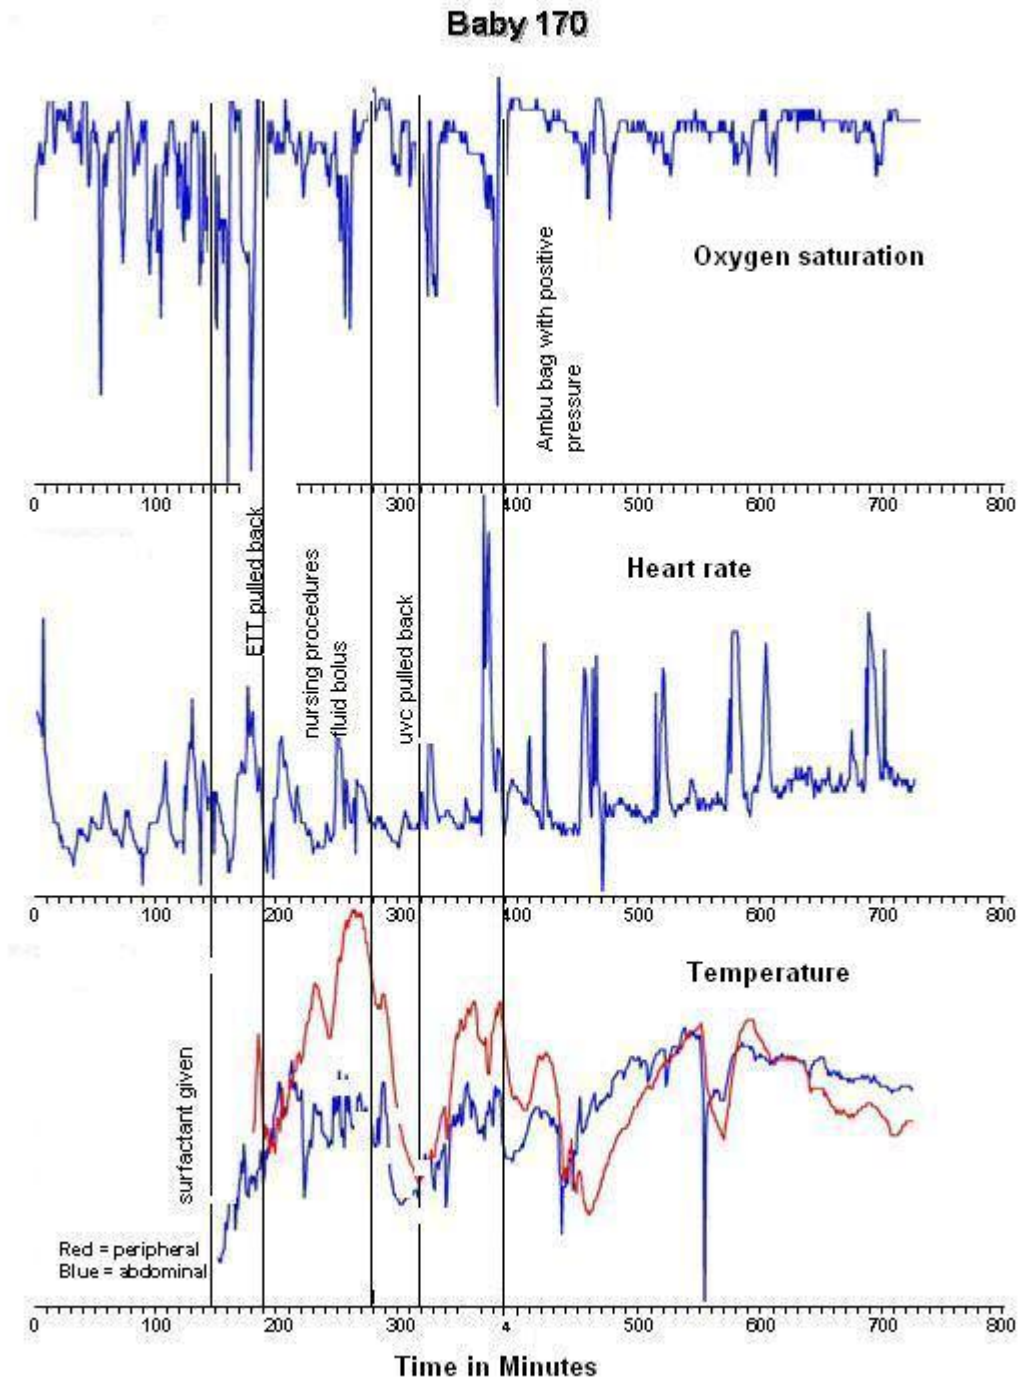 Baby 170
Oxygen saturation
Ambu bag with positive
pressure
0 100 300 400 500 600 700 800
ETT pulled back
nursing procedures
fluid bolus
uvc pulled back
Heart rate
0 100 200 300 400 500 600 700 800
Temperature
surfactant given
Red = peripheral
Blue = abdominal
0 100 200 300 4 500 600 700 800
Time in Minutes